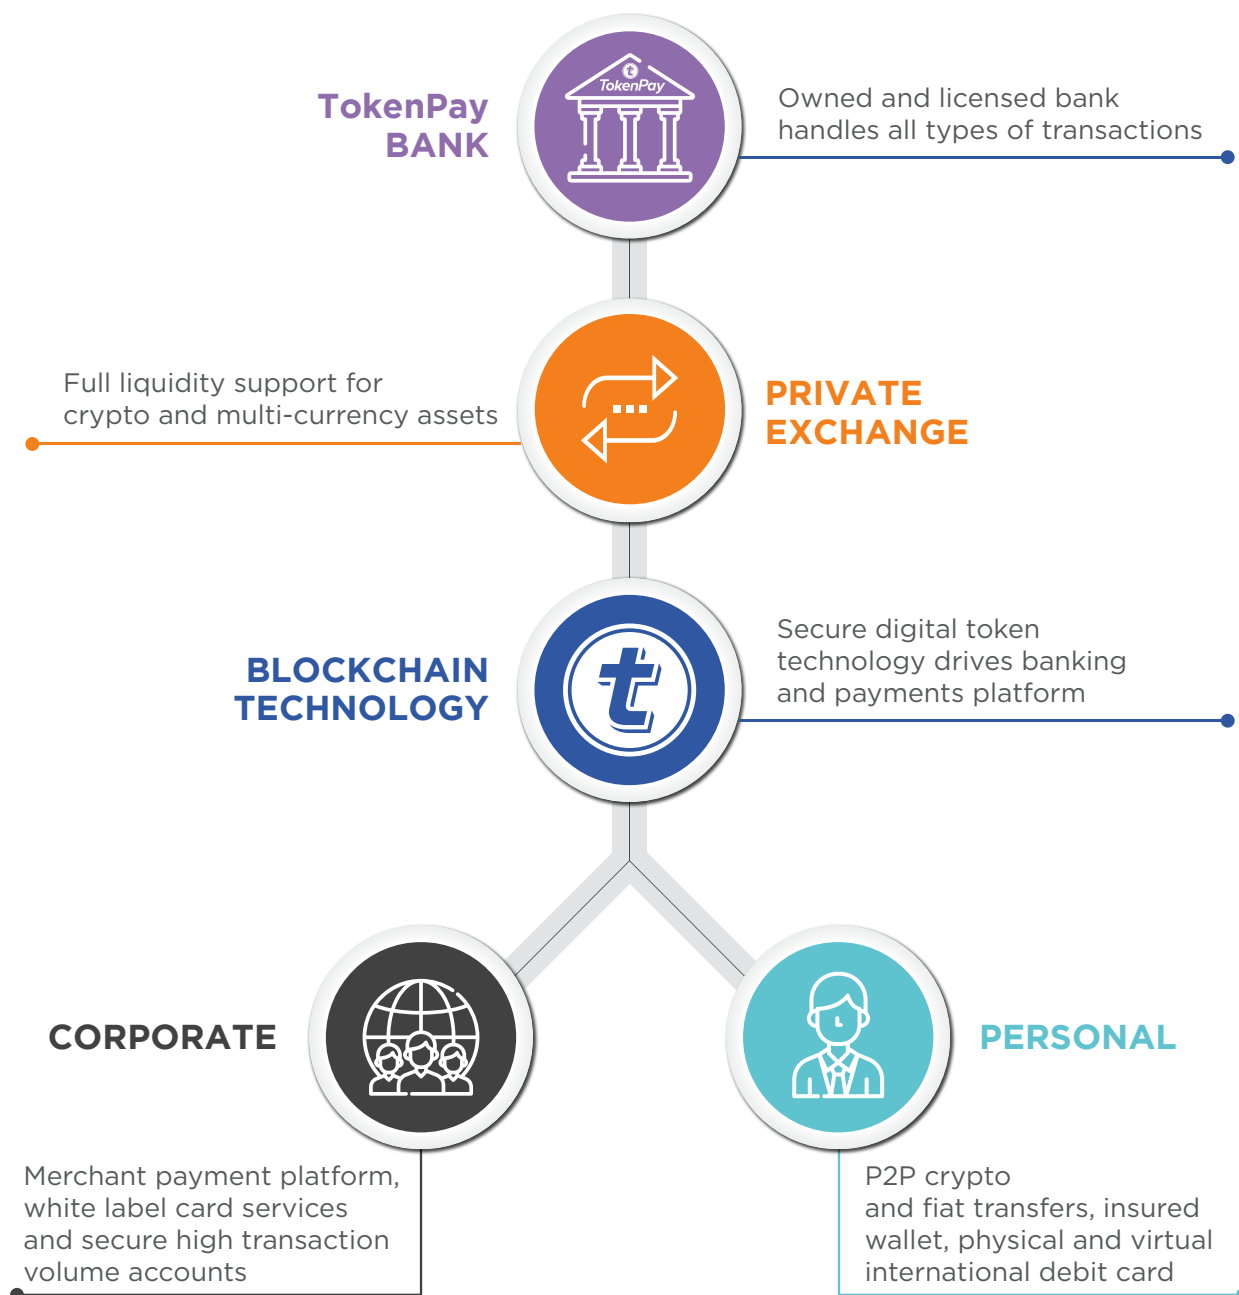 TokenPay
BANK
TokenPay
Owned and licensed bank
handles all types of transactions
Full liquidity support for
crypto and multi-currency assets
PRIVATE
EXCHANGE
BLOCKCHAIN
TECHNOLOGY
t
Secure digital token
technology drives banking
and payments platform
CORPORATE
PERSONAL
Merchant payment platform,
white label card services
and secure high transaction
volume accounts
P2P crypto
and fiat transfers, insured
wallet, physical and virtual
international debit card